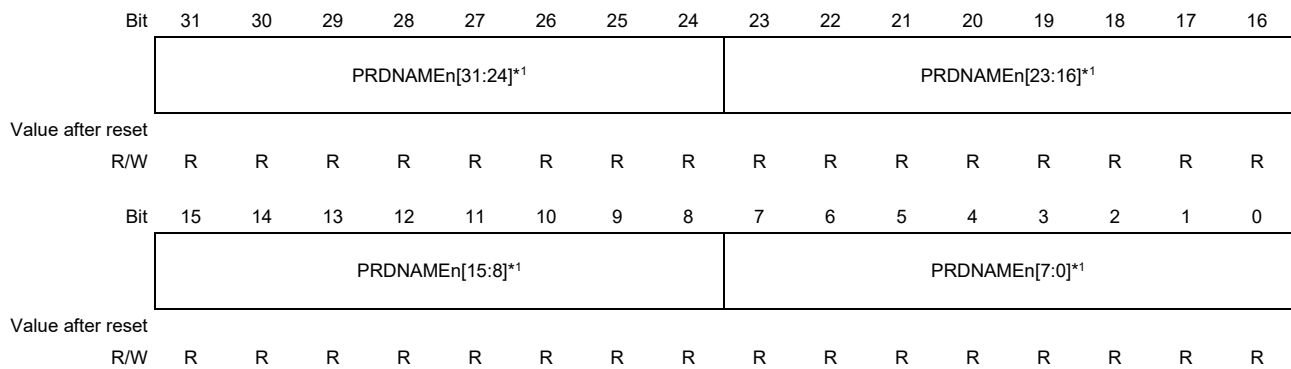 Bit 31 30 29 28 27 26 25 24 23 22 21 20 19 18 17 16
PRDNAMEn[31:24]*1 PRDNAMEn[23:16]*1
Value after reset
R/W R R R R R R R R R R R R R R R R
Bit 15 14 13 12 11 10 9 8 7 6 5 4 3 2 1 0
PRDNAMEn[15:8]*1 PRDNAMEn[7:0]*1
Value after reset
R/W R R R R R R R R R R R R R R R R